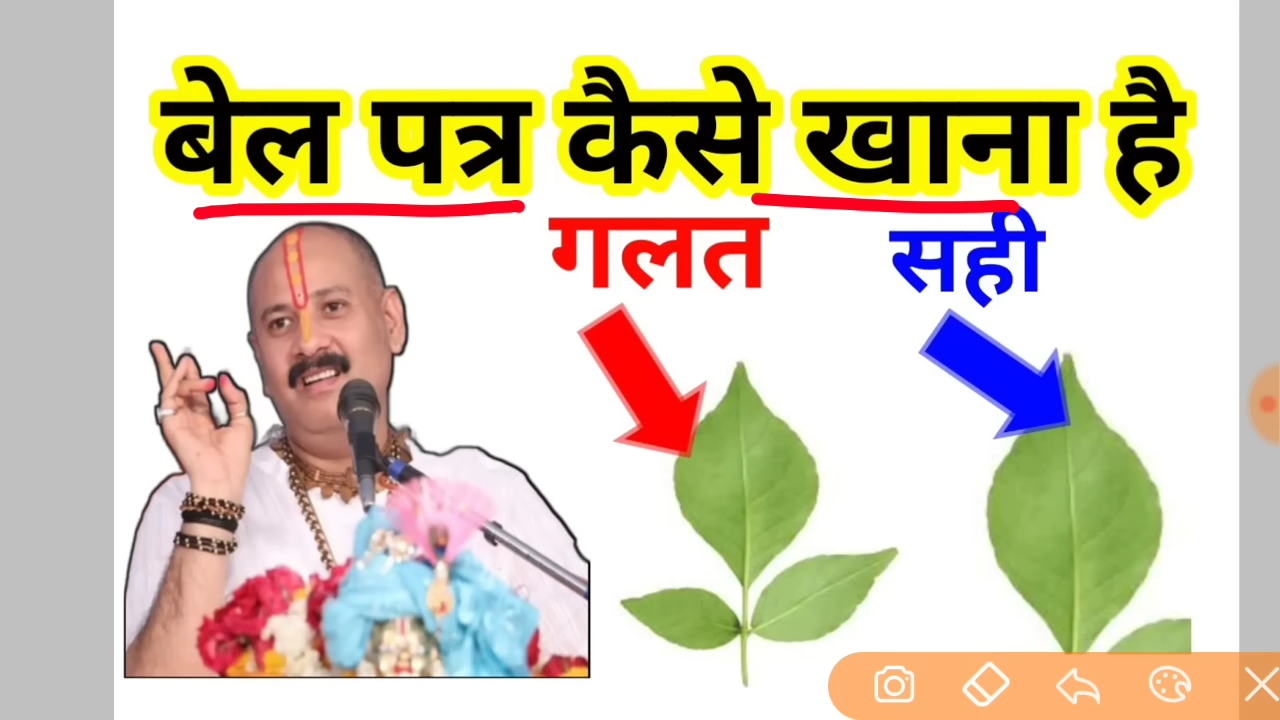 बेल पत्र कैसे खाना है
गलत सही